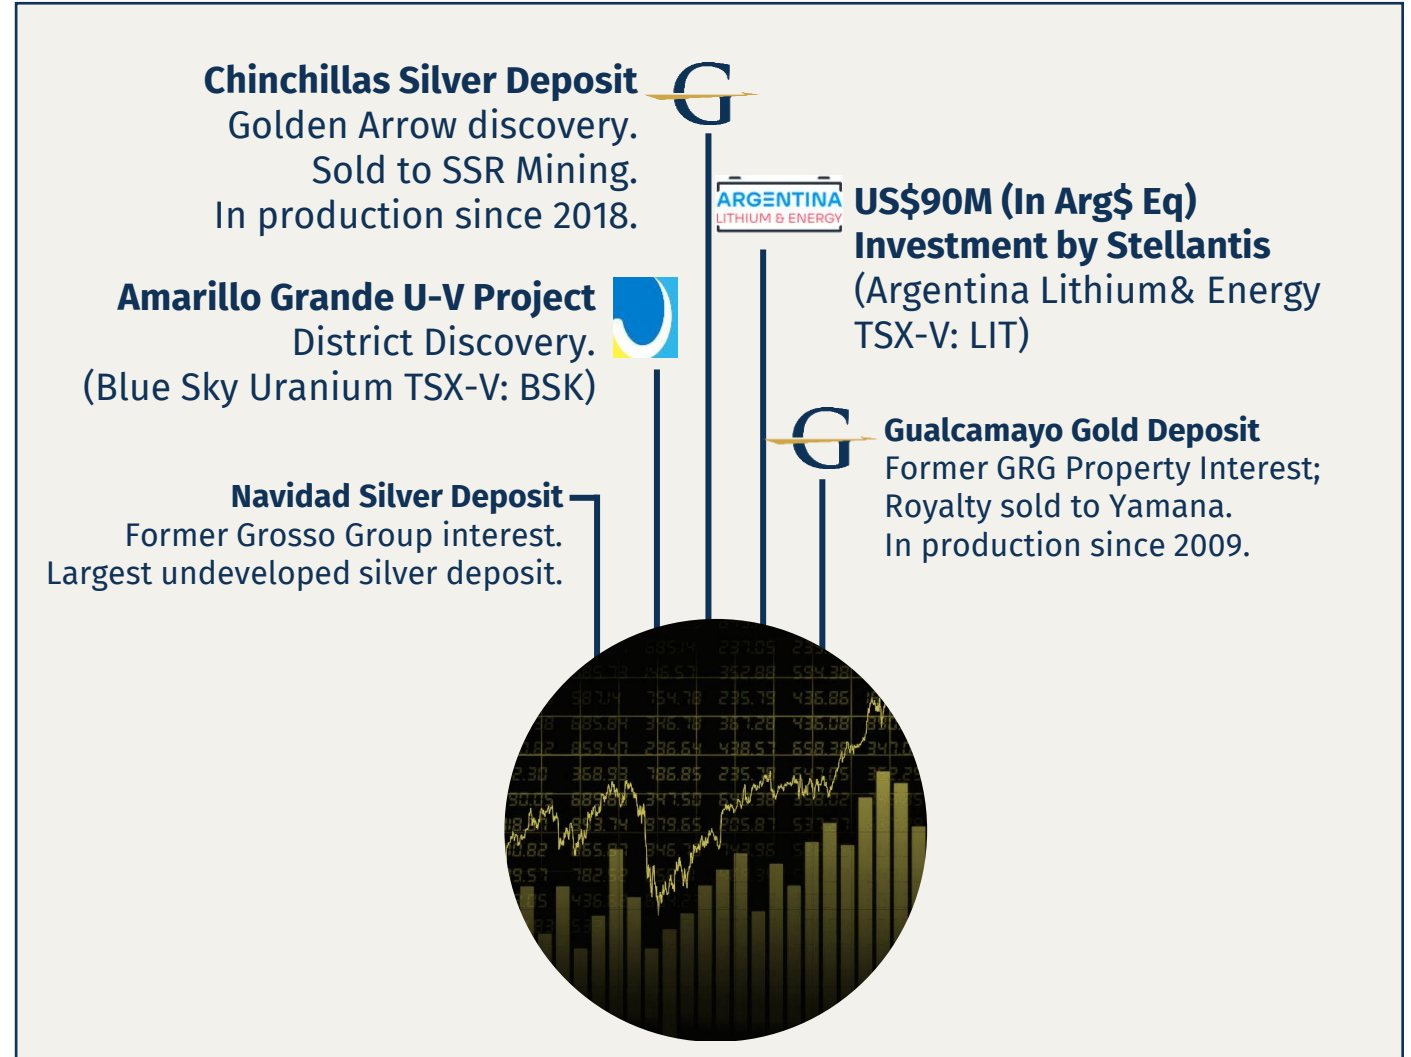 Chinchillas Silver Deposit
Golden Arrow discovery.
Sold to SSR Mining.
In production since 2018.
G
ARGENTINA
LITHIUM & ENERGY
US$90M (In Arg$ Eq)
Investment by Stellantis
(Argentina Lithium& Energy
TSX-V: LIT)
Amarillo Grande U-V Project
District Discovery.
(Blue Sky Uranium TSX-V: BSK)
G
Gualcamayo Gold Deposit
Former GRG Property Interest;
Royalty sold to Yamana.
In production since 2009.
Navidad Silver Deposit
Former Grosso Group interest.
Largest undeveloped silver deposit.